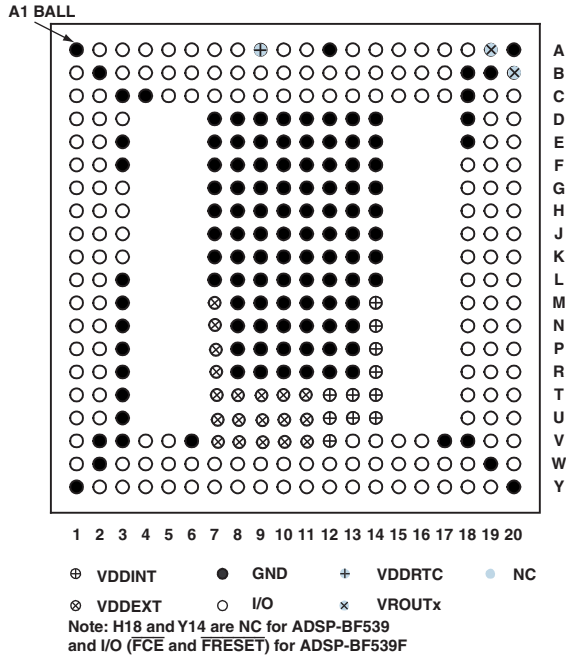 A1 BALL
A
B
C
D
E
F
G
H
J
K
L
M
N
P
R
T
U
V
W
Y
1 2 3 4 5 6 7 8 9 10 11 12 13 14 15 16 17 18 19 20
VDDINT GND VDDRTC NC
VDDEXT I/O VROUTx
Note: H18 and Y14 are NC for ADSP-BF539
and I/O (FCE and FRESET) for ADSP-BF539F